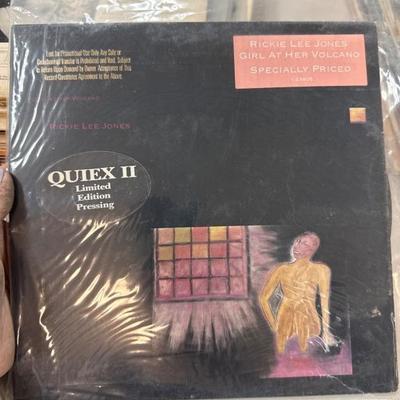 Lent for Promotional Use Only. Any Sale or
Unauthorized Transfer is Prohibited and Void. Subject
to Return Upon Demand by Owner. Acceptance of This
Record Constitutes Agreement to the Above.
RICKIE LEE JONES
GIRL AT HER VOLCANO
SPECIALLY PRICED
VOLCANO
RICKIE LEE JONES
QUIEX II
Limited
Edition
Pressing